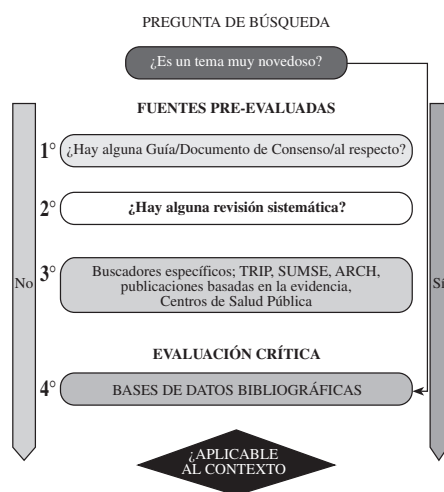 PREGUNTA DE BÚSQUEDA
¿Es un tema muy novedoso?
FUENTES PRE-EVALUADAS
1° ¿Hay alguna Guía/Documento de Consenso/al respecto?
2° ¿Hay alguna revisión sistemática?
No
3° Buscadores específicos; TRIP, SUMSE, ARCH,
publicaciones basadas en la evidencia,
Centros de Salud Pública
Sí
EVALUACIÓN CRÍTICA
4° BASES DE DATOS BIBLIOGRÁFICAS
¿APLICABLE
AL CONTEXTO